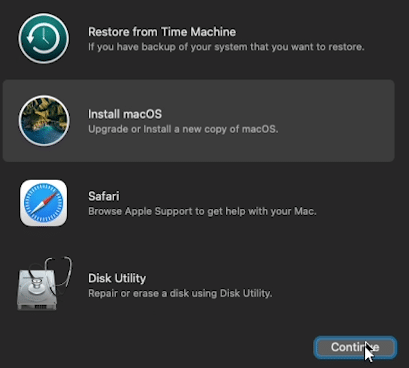 Restore from Time Machine
If you have backup of your system that you want to restore.
Install macOS
Upgrade or Install a new copy of macOS.
Safari
Browse Apple Support to get help with your Mac.
Disk Utility
Repair or erase a disk using Disk Utility.
Continue